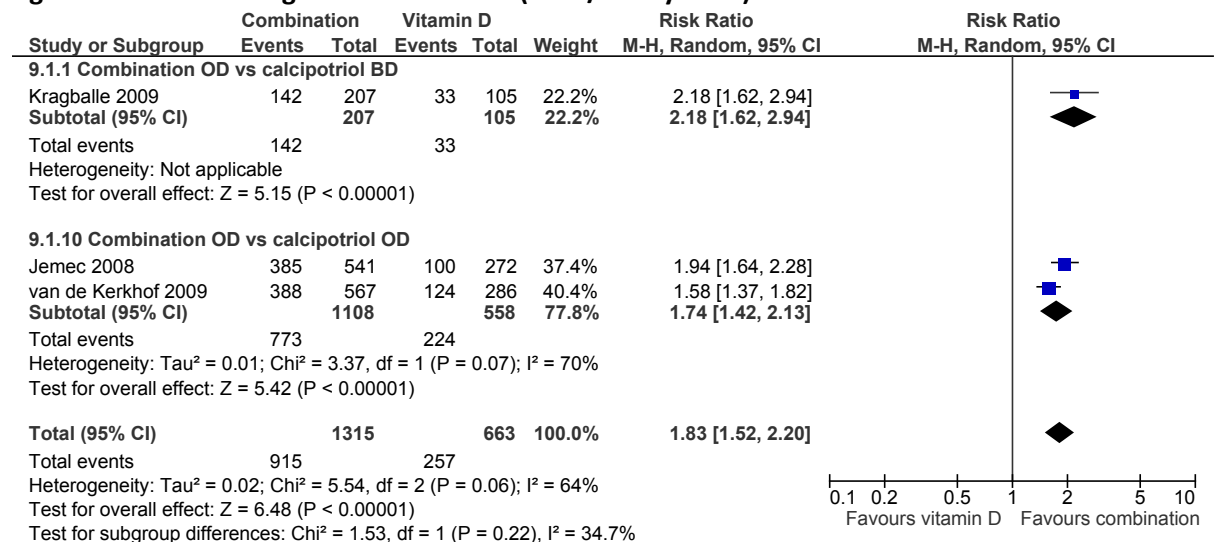 Combination Vitamin D Risk Ratio Risk Ratio
Study or Subgroup Events Total Events Total Weight M-H, Random, 95% CI M-H, Random, 95% CI
9.1.1 Combination OD vs calcipotriol BD
Kragballe 2009 142 207 33 105 22.2% 2.18 [1.62, 2.94]
Subtotal (95% CI) 207 105 22.2% 2.18 [1.62, 2.94]
Total events 142 33
Heterogeneity: Not applicable
Test for overall effect: Z = 5.15 (P < 0.00001)
9.1.10 Combination OD vs calcipotriol OD
Jemec 2008 385 541 100 272 37.4% 1.94 [1.64, 2.28]
van de Kerkhof 2009 388 567 124 286 40.4% 1.58 [1.37, 1.82]
Subtotal (95% CI) 1108 558 77.8% 1.74 [1.42, 2.13]
Total events 773 224
Heterogeneity: Tau² = 0.01; Chi² = 3.37, df = 1 (P = 0.07); I² = 70%
Test for overall effect: Z = 5.42 (P < 0.00001)
Total (95% CI) 1315 663 100.0% 1.83 [1.52, 2.20]
Total events 915 257
Heterogeneity: Tau² = 0.02; Chi² = 5.54, df = 2 (P = 0.06); I² = 64%
Test for overall effect: Z = 6.48 (P < 0.00001)
Test for subgroup differences: Chi² = 1.53, df = 1 (P = 0.22), I² = 34.7%
0.1 0.2 0.5 1 2 5 10
Favours vitamin D Favours combination